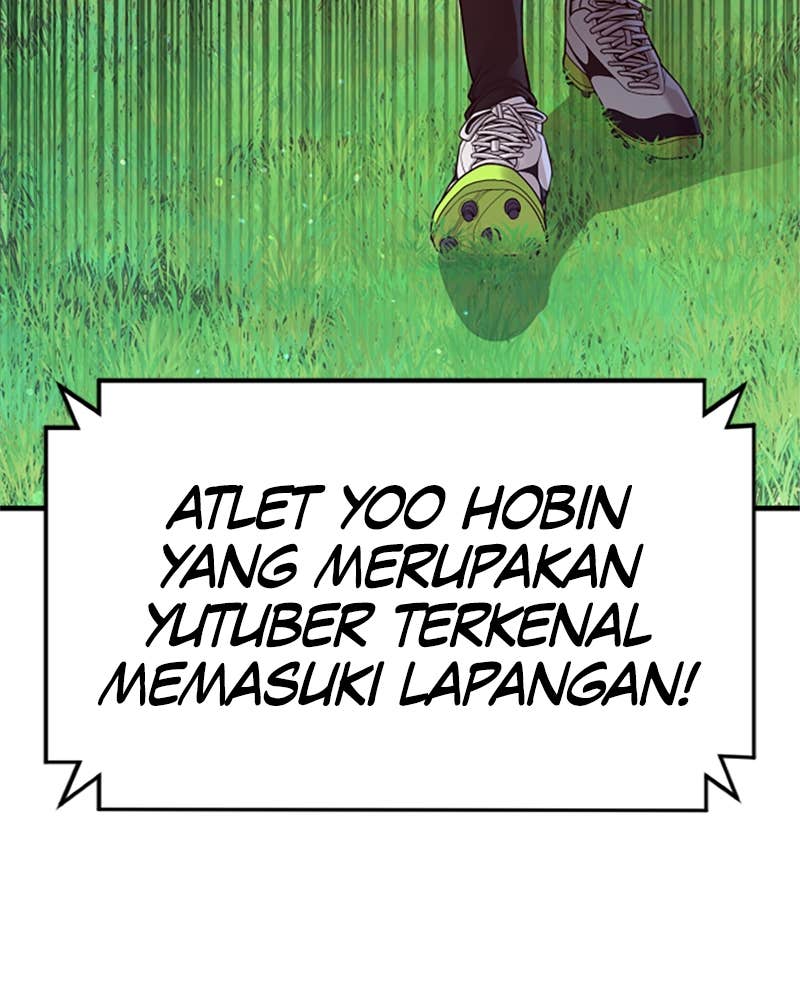 ATLET YOO HOBIN
YANG MERUPAKAN
YUTUBER TERKENAL
MEMASUKI LAPANGAN!